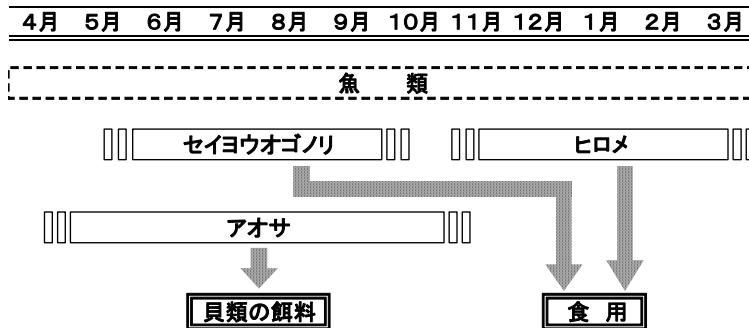 4月 5月 6月 7月 8月 9月 10月 11月 12月 1月 2月 3月
魚 類
セイヨウオゴノリ ヒロメ
アオサ
貝類の餌料 食 用